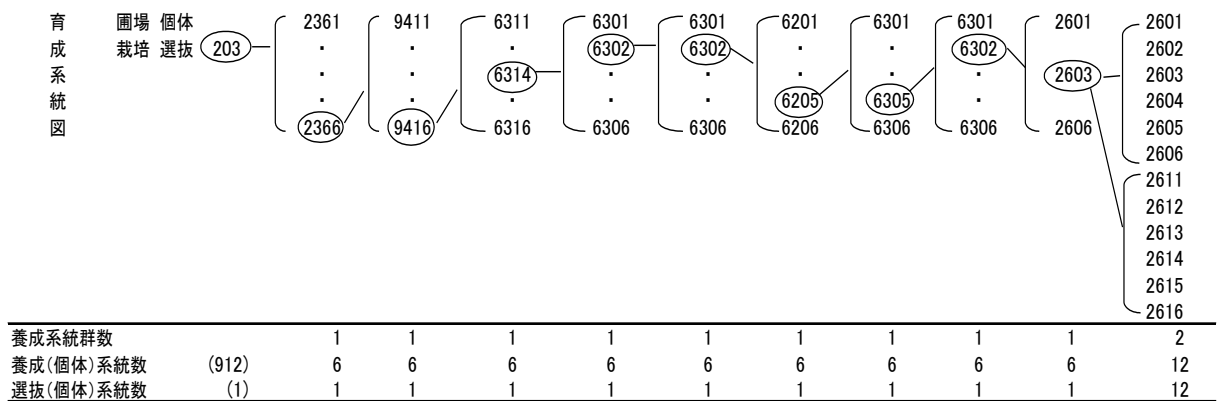 育 圃場 個体 2361 9411 6311 6301 6301 6201 6301 6301 2601 2601
成 栽培 選抜 203 ・ ・ ・ 6302 6302 ・ ・ 6302 ・ 2602
系 ・ ・ 6314 ・ ・ ・ ・ ・ 2603 2603
統 ・ ・ ・ ・ ・ 6205 6305 ・ ・ 2604
図 2366 9416 6316 6306 6306 6206 6306 6306 2606 2605
2606
2611
2612
2613
2614
2615
2616
養成系統群数 1 1 1 1 1 1 1 1 1 2
養成(個体)系統数 (912) 6 6 6 6 6 6 6 6 6 12
選抜(個体)系統数 (1) 1 1 1 1 1 1 1 1 1 12